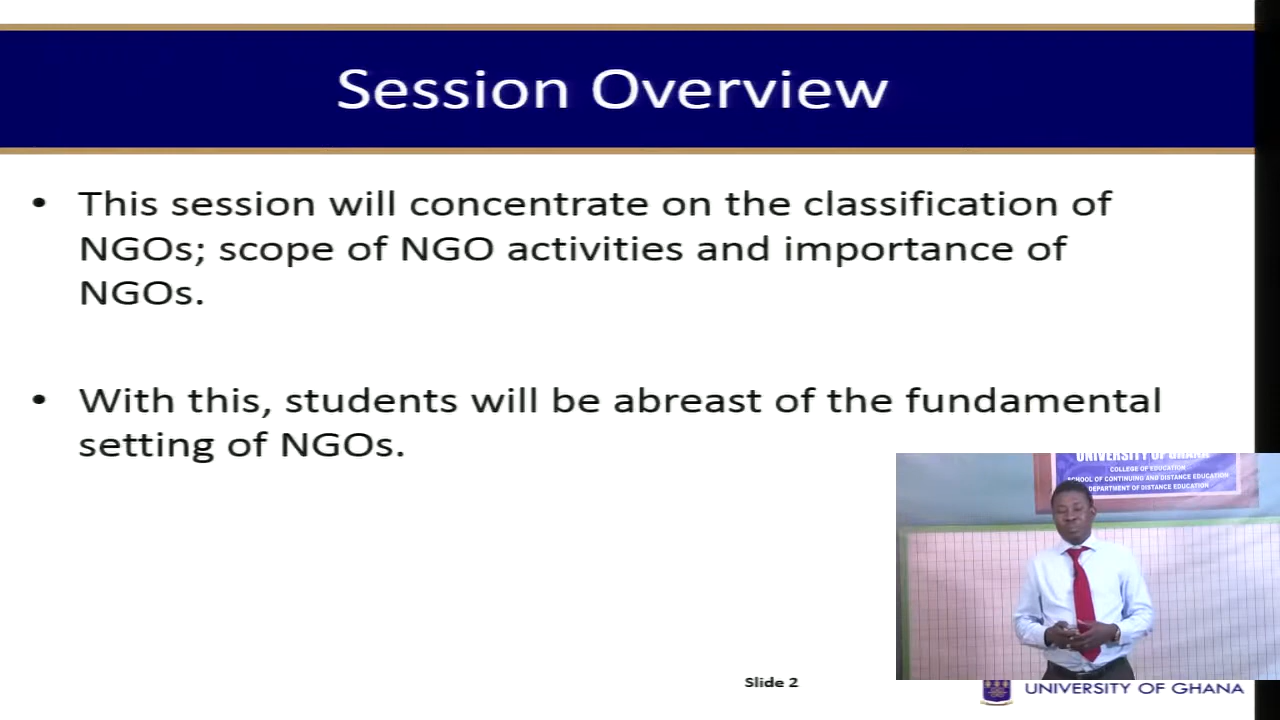 Session Overview
• This session will concentrate on the classification of
NGOs; scope of NGO activities and importance of
NGOs.
• With this, students will be abreast of the fundamental
setting of NGOs.
UNIVERSITY OF GHANA
COLLEGE OF EDUCATION
SCHOOL OF CONTINUING AND DISTANCE EDUCATION
DEPARTMENT OF DISTANCE EDUCATION
Slide 2
UNIVERSITY OF GHANA